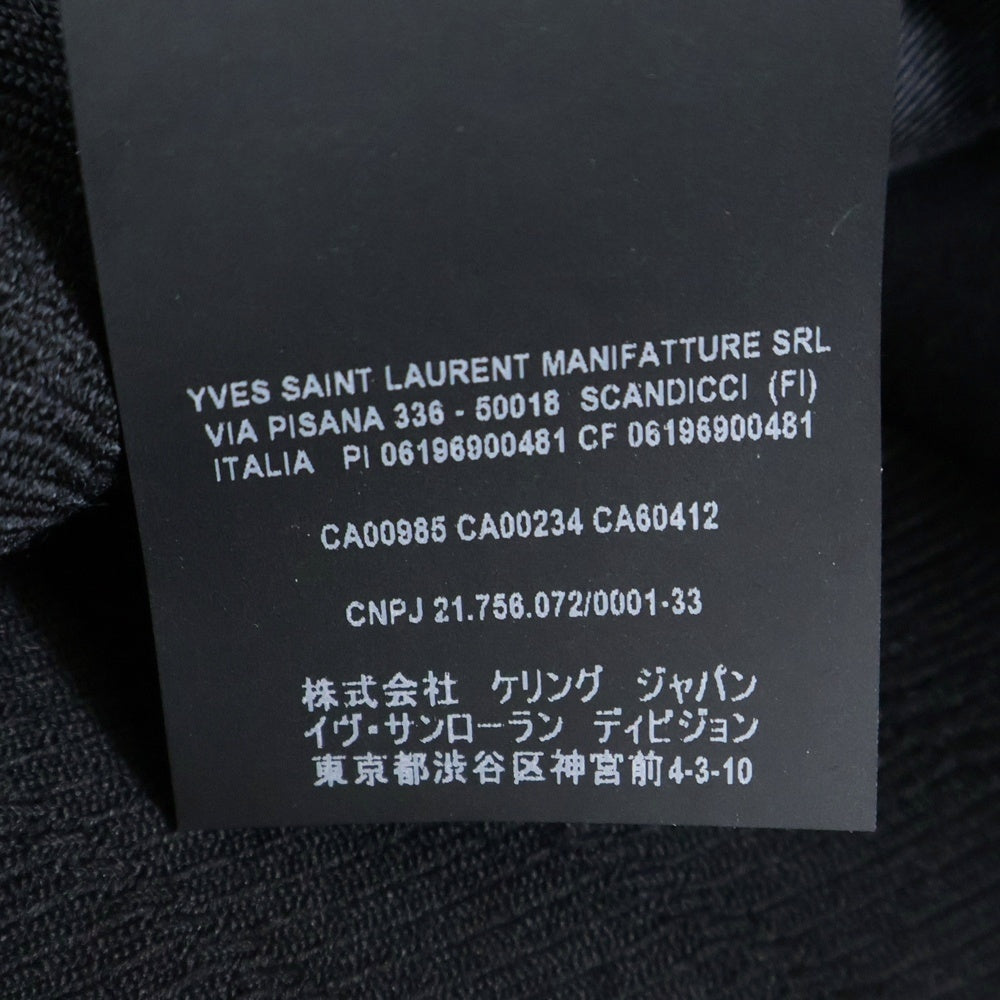 YVES SAINT LAURENT MANIFATTURE SRL
VIA PISANA 336 - 50018 SCANDICCI (FI)
ITALIA PI 06196900481 CF 06196900481
CA00985 CA00234 CA60412
CNPJ 21.756.072/0001-33
株式会社 ケリング ジャパン
イヴ・サンローラン ディビジョン
東京都渋谷区神宮前4-3-10